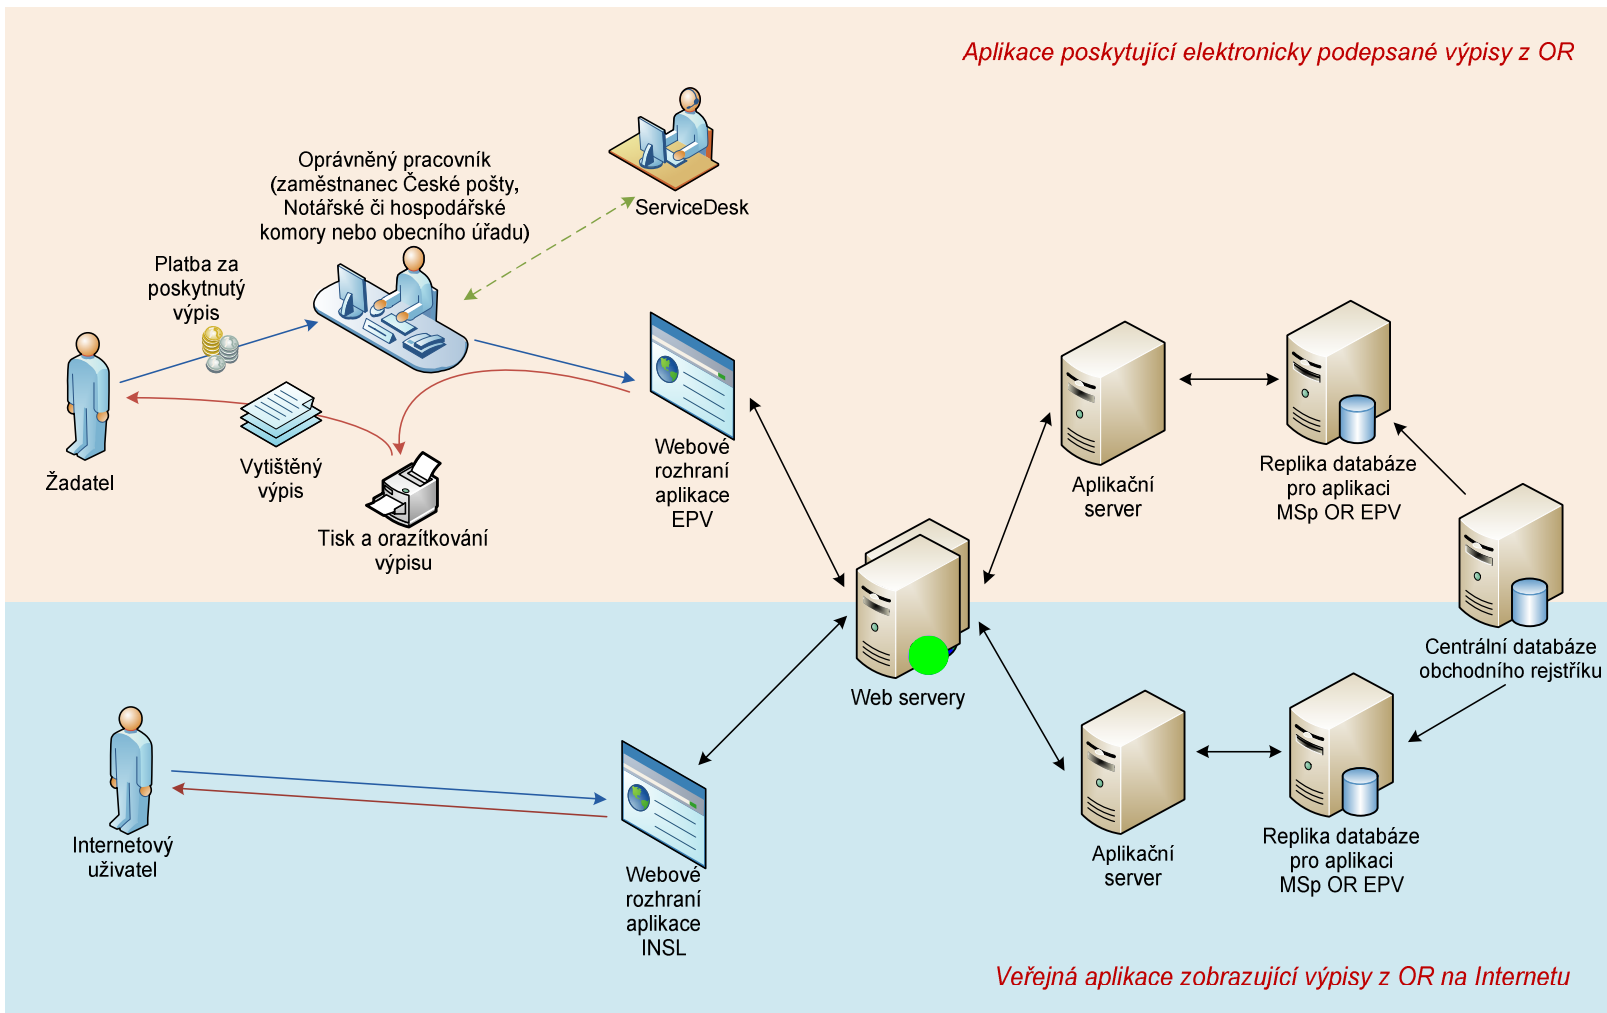 Aplikace poskytující elektronicky podepsané výpisy z OR
Oprávněný pracovník
(zaměstnanec České pošty,
Notářské či hospodářské
komory nebo obecního úřadu)
ServiceDesk
Platba za
poskytnutý
výpis
Žadatel
Vytištěný
výpis
Tisk a orazítkování
výpisu
Webové
rozhraní
aplikace
EPV
Aplikační
server
Replika databáze
pro aplikaci
MSp OR EPV
Centrální databáze
obchodního rejstříku
Web servery
Internetový
uživatel
Webové
rozhraní
aplikace
INSL
Aplikační
server
Replika databáze
pro aplikaci
MSp OR EPV
Veřejná aplikace zobrazující výpisy z OR na Internetu